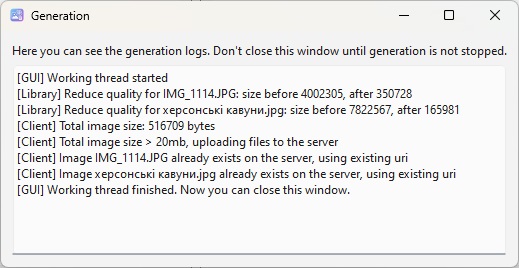 Generation
Here you can see the generation logs. Don't close this window until generation is not stopped.
[GUI] Working thread started
[Library] Reduce quality for IMG_1114.JPG: size before 4002305, after 350728
[Library] Reduce quality for херсонські кавуни.jpg: size before 7822567, after 165981
[Client] Total image size: 516709 bytes
[Client] Total image size > 20mb, uploading files to the server
[Client] Image IMG_1114.JPG already exists on the server, using existing uri
[Client] Image херсонські кавуни.jpg already exists on the server, using existing uri
[GUI] Working thread finished. Now you can close this window.